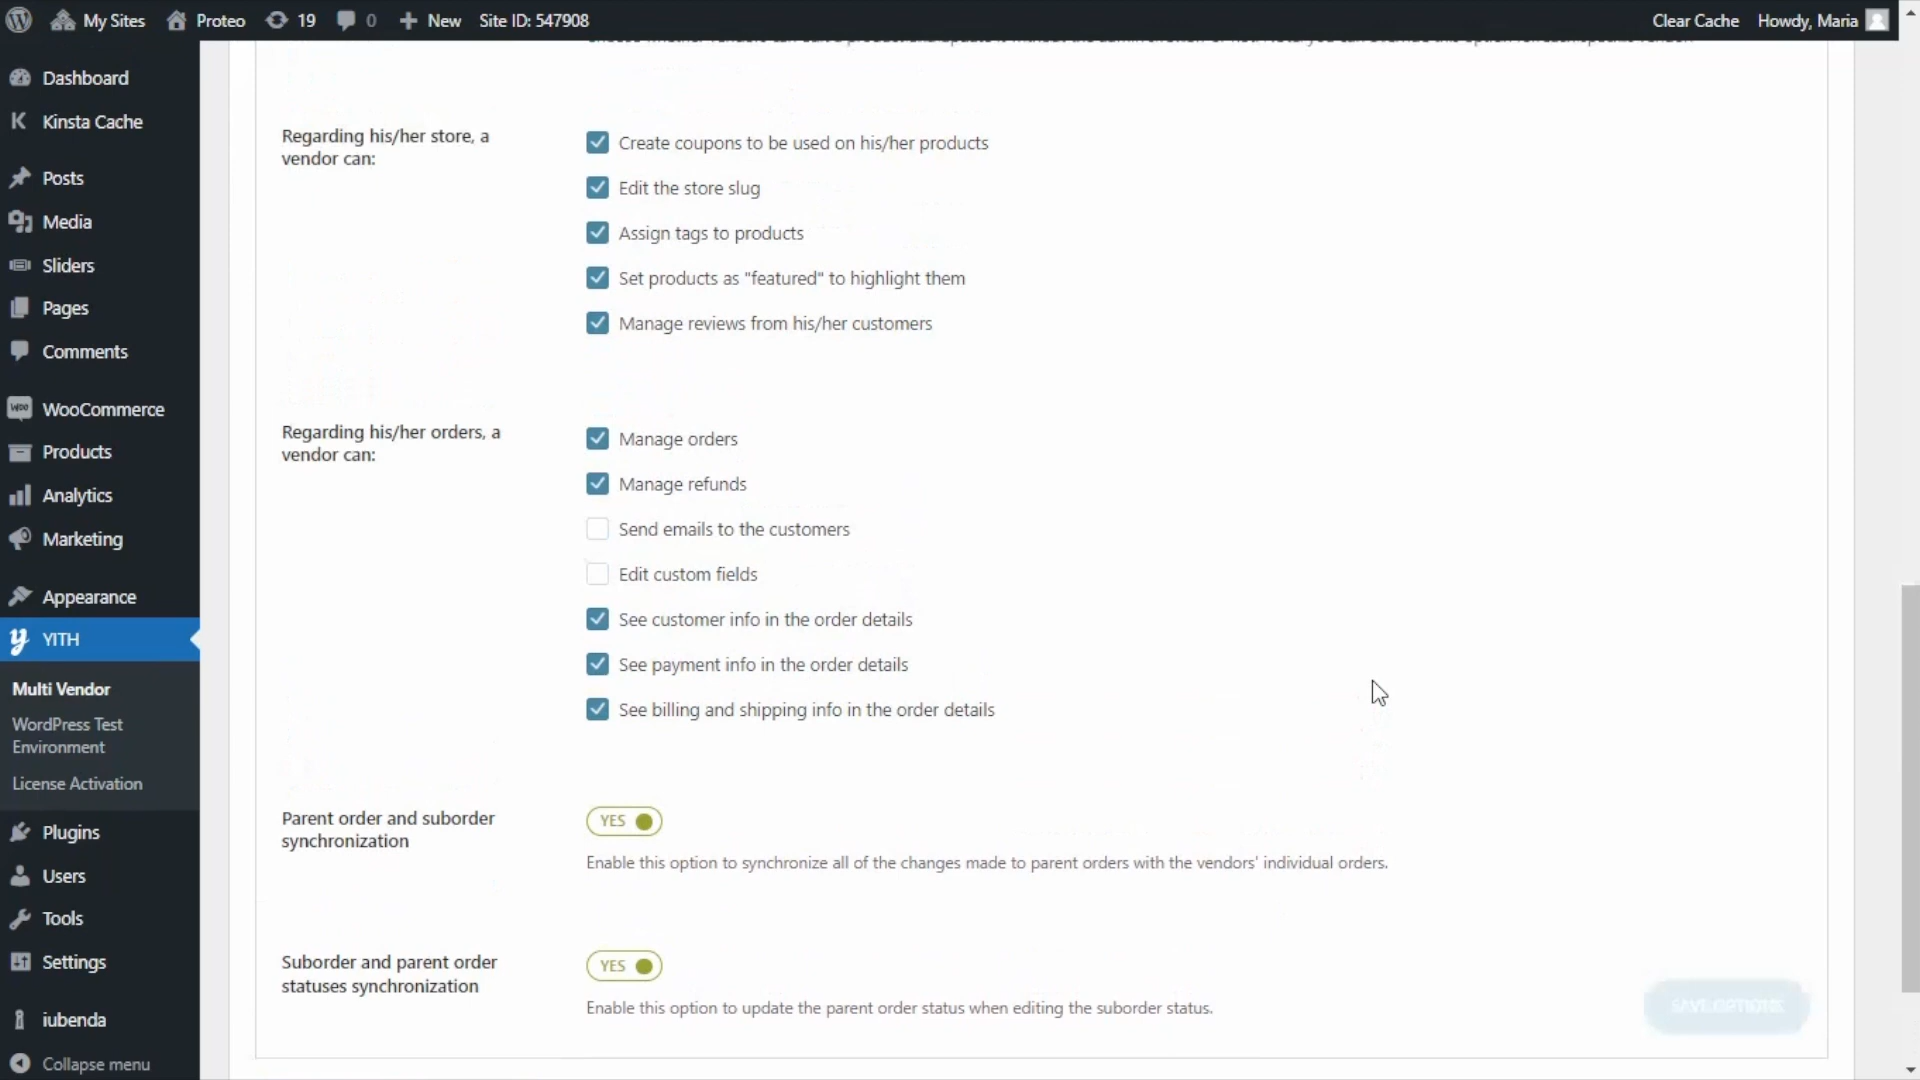 My Sites Proteo 19 0 New Site ID: 547908 Clear Cache Howdy, Maria
Dashboard
Kinsta Cache
Posts
Media
Sliders
Pages
Comments
WooCommerce
Products
Analytics
Marketing
Appearance
YITH
Multi Vendor
WordPress Test
Environment
License Activation
Plugins
Users
Tools
Settings
iubenda
Collapse menu
Regarding his/her store, a
vendor can:
Create coupons to be used on his/her products
Edit the store slug
Assign tags to products
Set products as "featured" to highlight them
Manage reviews from his/her customers
Regarding his/her orders, a
vendor can:
Manage orders
Manage refunds
Send emails to the customers
Edit custom fields
See customer info in the order details
See payment info in the order details
See billing and shipping info in the order details
Parent order and suborder
synchronization
YES
Enable this option to synchronize all of the changes made to parent orders with the vendors' individual orders.
Suborder and parent order
statuses synchronization
YES
Enable this option to update the parent order status when editing the suborder status.
SAVE OPTIONS